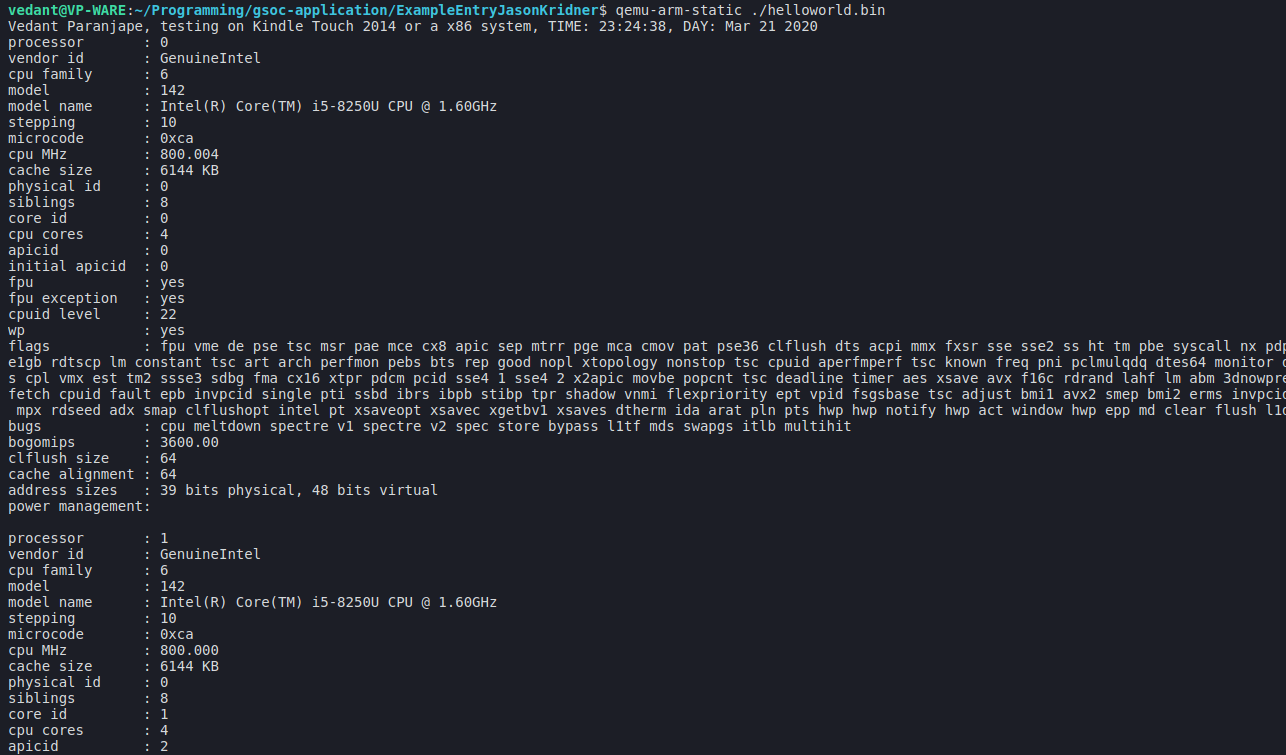 vedant@VP-WARE:~/Programming/gsoc-application/ExampleEntryJasonKridner$ qemu-arm-static ./helloworld.bin
Vedant Paranjape, testing on Kindle Touch 2014 or a x86 system, TIME: 23:24:38, DAY: Mar 21 2020
processor       : 0
vendor id       : GenuineIntel
cpu family      : 6
model           : 142
model name      : Intel(R) Core(TM) i5-8250U CPU @ 1.60GHz
stepping        : 10
microcode       : 0xca
cpu MHz         : 800.004
cache size      : 6144 KB
physical id     : 0
siblings        : 8
core id         : 0
cpu cores       : 4
apicid          : 0
initial apicid  : 0
fpu             : yes
fpu exception   : yes
cpuid level     : 22
wp              : yes
flags           : fpu vme de pse tsc msr pae mce cx8 apic sep mtrr pge mca cmov pat pse36 clflush dts acpi mmx fxsr sse sse2 ss ht tm pbe syscall nx pdp
e1gb rdtscp lm constant tsc art arch perfmon pebs bts rep good nopl xtopology nonstop tsc cpuid aperfmperf tsc known freq pni pclmulqdq dtes64 monitor
s cpl vmx est tm2 ssse3 sdbg fma cx16 xtpr pdcm pcid sse4 1 sse4 2 x2apic movbe popcnt tsc deadline timer aes xsave avx f16c rdrand lahf lm abm 3dnowpre
fetch cpuid fault epb invpcid single pti ssbd ibrs ibpb stibp tpr shadow vnmi flexpriority ept vpid fsgsbase tsc adjust bmi1 avx2 smep bmi2 erms invpcid
mpx rdseed adx smap clflushopt intel pt xsaveopt xsavec xgetbv1 xsaves dtherm ida arat pln pts hwp hwp notify hwp act window hwp epp md clear flush
bugs            : cpu meltdown spectre v1 spectre v2 spec store bypass l1tf mds swapgs itlb multihit
bogomips        : 3600.00
clflush size    : 64
cache alignment : 64
address sizes   : 39 bits physical, 48 bits virtual
power management:

processor       : 1
vendor id       : GenuineIntel
cpu family      : 6
model           : 142
model name      : Intel(R) Core(TM) i5-8250U CPU @ 1.60GHz
stepping        : 10
microcode       : 0xca
cpu MHz         : 800.000
cache size      : 6144 KB
physical id     : 0
siblings        : 8
core id         : 1
cpu cores       : 4
apicid          : 2